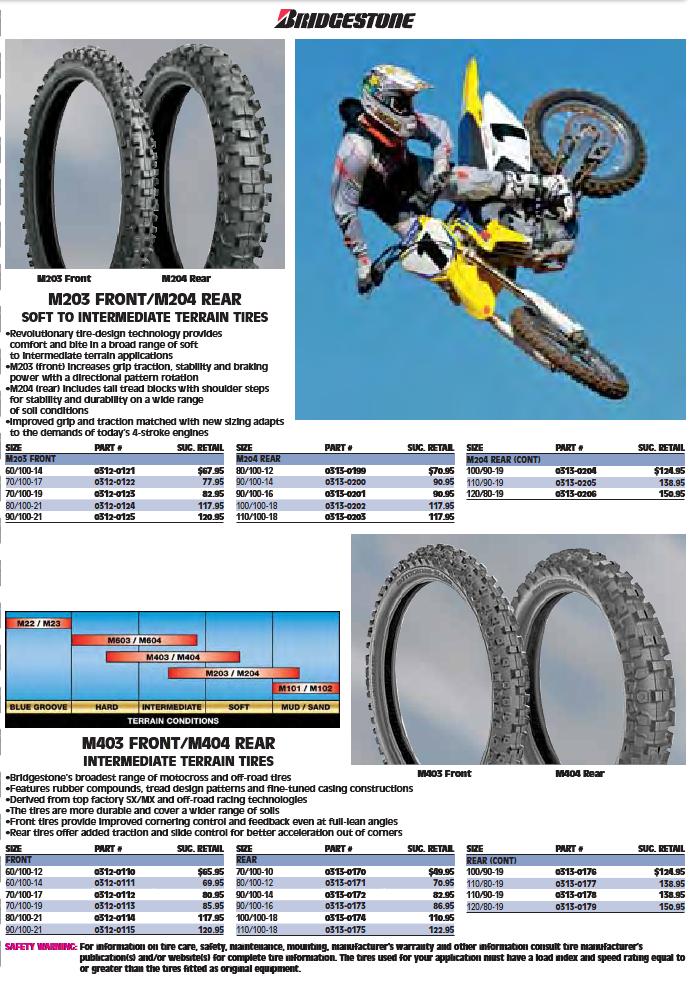 BRIDGESTONE
M203 Front M204 Rear
M203 FRONT/M204 REAR
SOFT TO INTERMEDIATE TERRAIN TIRES
•Revolutionary tire-design technology provides
comfort and bite in a broad range of soft
to intermediate terrain applications
•M203 (front) increases grip traction, stability and braking
power with a directional pattern rotation
•M204 (rear) includes tall tread blocks with shoulder steps
for stability and durability on a wide range
of soil conditions
•Improved grip and traction matched with new sizing adapts
to the demands of today's 4-stroke engines
SIZE PART # SUG. RETAIL
M203 FRONT
60/100-14 0312-0121 $67.95
70/100-17 0312-0122 77.95
70/100-19 0312-0123 82.95
80/100-21 0312-0124 117.95
90/100-21 0312-0125 120.95
SIZE PART # SUG. RETAIL
M204 REAR
80/100-12 0313-0199 $70.95
90/100-14 0313-0200 90.95
90/100-16 0313-0201 90.95
100/100-18 0313-0202 117.95
110/100-18 0313-0203 117.95
SIZE PART # SUG. RETAIL
M204 REAR (CONT)
100/90-19 0313-0204 $124.95
110/90-19 0313-0205 138.95
120/80-19 0313-0206 150.95
M22 / M23
M603 / M604
M403 / M404
M203 / M204
M101 / M102
BLUE GROOVE HARD INTERMEDIATE SOFT MUD / SAND
TERRAIN CONDITIONS
M403 Front M404 Rear
M403 FRONT/M404 REAR
INTERMEDIATE TERRAIN TIRES
•Bridgestone's broadest range of motocross and off-road tires
•Features rubber compounds, tread design patterns and fine-tuned casing constructions
•Derived from top factory SX/MX and off-road racing technologies
•The tires are more durable and cover a wider range of soils
•Front tires provide improved cornering control and feedback even at full-lean angles
•Rear tires offer added traction and slide control for better acceleration out of corners
SIZE PART # SUG. RETAIL
FRONT
60/100-12 0312-0110 $65.95
60/100-14 0312-0111 69.95
70/100-17 0312-0112 80.95
70/100-19 0312-0113 85.95
80/100-21 0312-0114 117.95
90/100-21 0312-0115 120.95
SIZE PART # SUG. RETAIL
REAR
70/100-10 0313-0170 $49.95
80/100-12 0313-0171 70.95
90/100-14 0313-0172 82.95
90/100-16 0313-0173 86.95
100/100-18 0313-0174 110.95
110/100-18 0313-0175 122.95
SIZE PART # SUG. RETAIL
REAR (CONT)
100/90-19 0313-0176 $124.95
110/80-19 0313-0177 138.95
110/90-19 0313-0178 138.95
120/80-19 0313-0179 150.95
SAFETY WARNING: For information on tire care, safety, maintenance, mounting, manufacturer's warranty and other information consult tire manufacturer's
publication(s) and/or website(s) for complete tire information. The tires used for your application must have a load index and speed rating equal to
or greater than the tires fitted as original equipment.